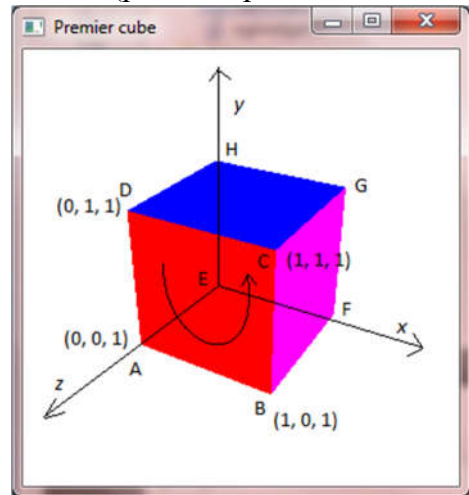 Premier cube
y
H
D
G
(0, 1, 1)
C (1, 1, 1)
E
F
x
(0, 0, 1)
z
A
B
(1, 0, 1)